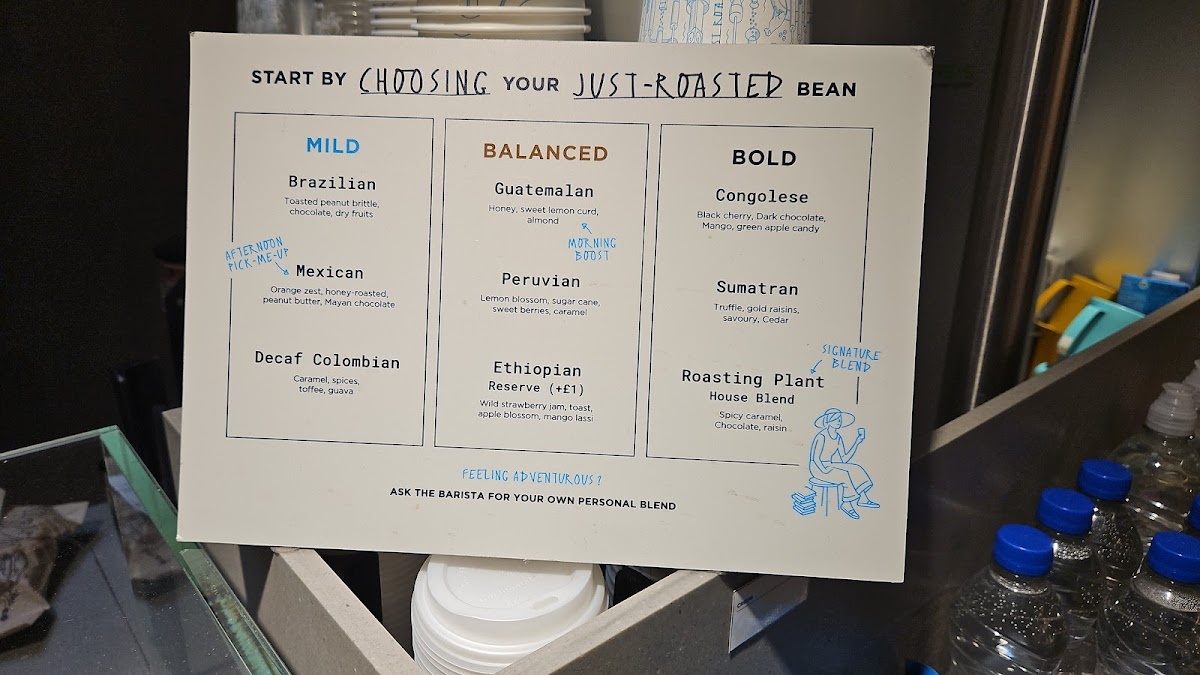 START BY CHOOSING YOUR JUST-ROASTED BEAN
MILD
Brazilian
Toasted peanut brittle,
chocolate, dry fruits
AFTERNOON
PICK-ME-UP
Mexican
Orange zest, honey-roasted,
peanut butter, Mayan chocolate
Decaf Colombian
Caramel, spices,
toffee, guava
BALANCED
Guatemalan
Honey, sweet lemon curd,
almond
MORNING
BOOST
Peruvian
Lemon blossom, sugar cane,
sweet berries, caramel
Ethiopian
Reserve (+£1)
Wild strawberry jam, toast,
apple blossom, mango lassi
BOLD
Congolese
Black cherry, Dark chocolate,
Mango, green apple candy
Sumatran
Truffle, gold raisins,
savoury, Cedar
SIGNATURE
BLEND
Roasting Plant
House Blend
Spicy caramel,
Chocolate, raisin
FEELING ADVENTUROUS?
ASK THE BARISTA FOR YOUR OWN PERSONAL BLEND